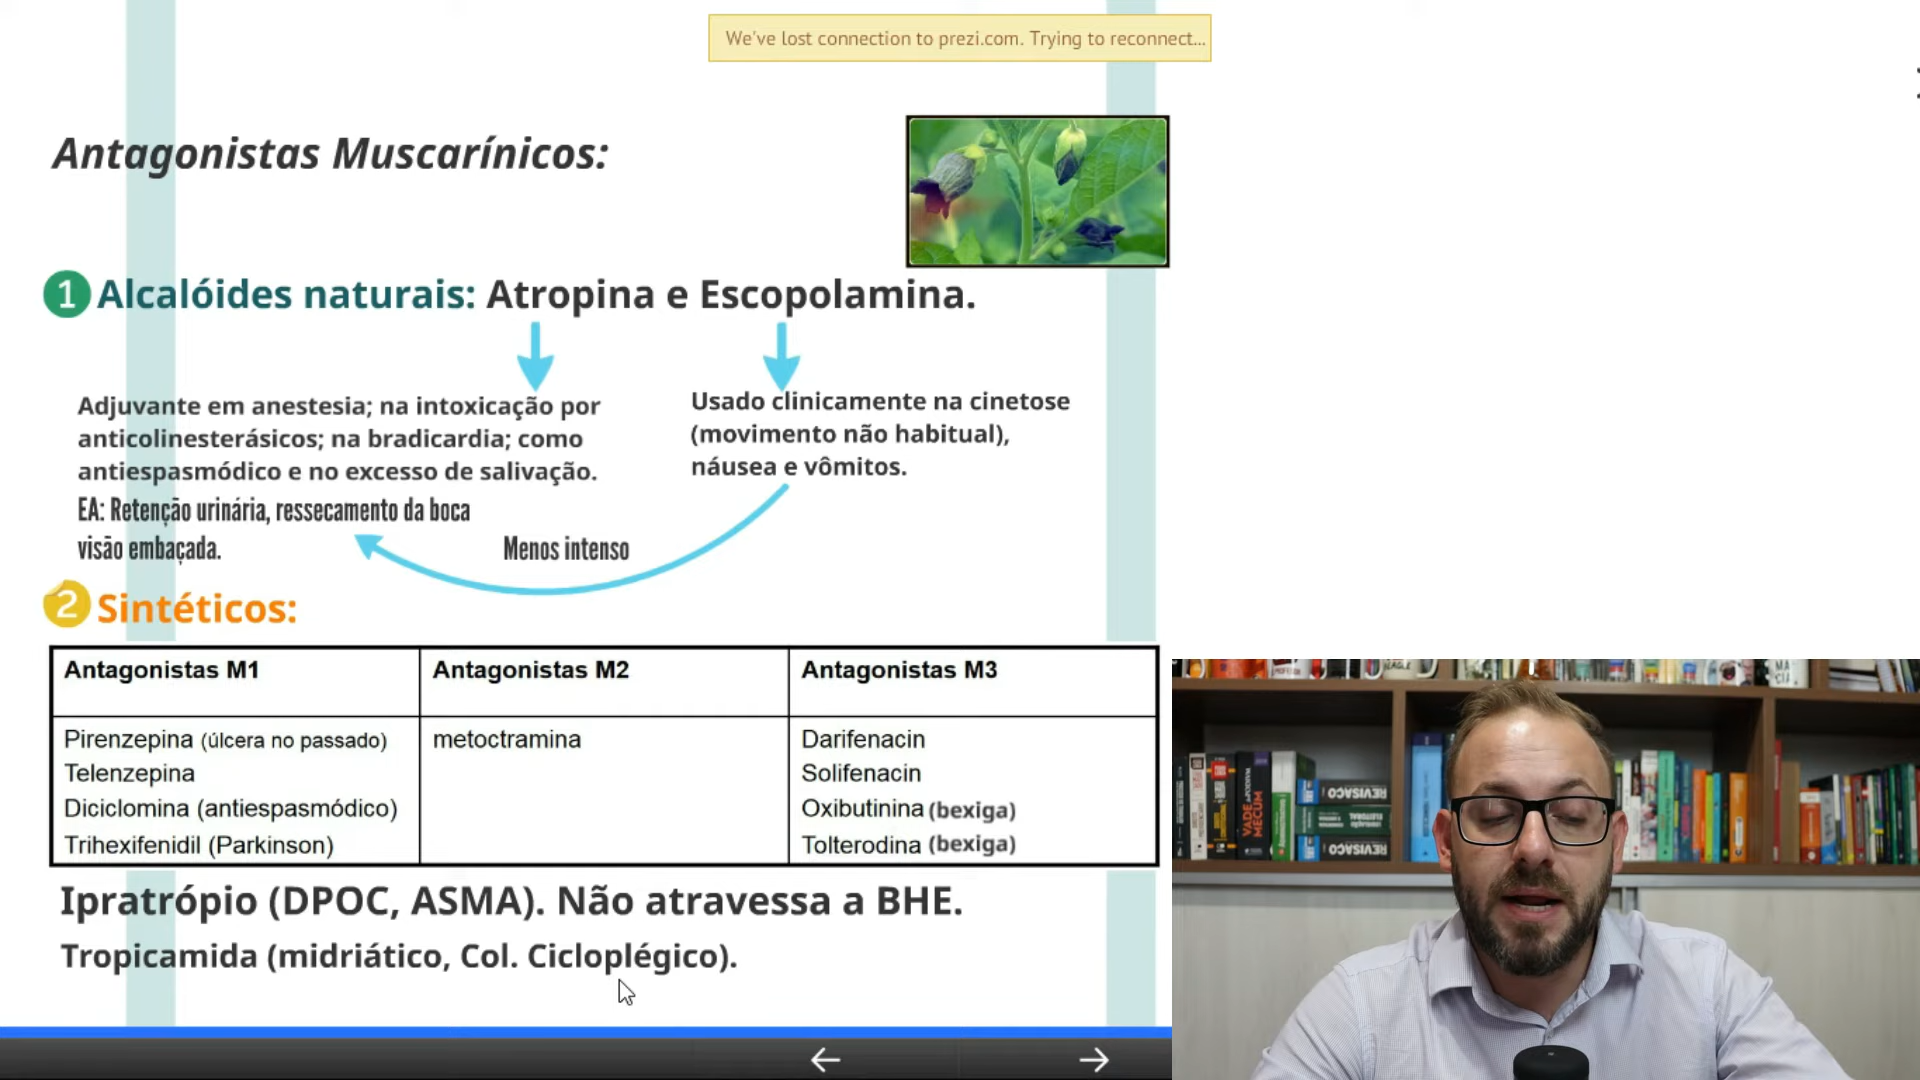 We've lost connection to prezi.com. Trying to reconnect...
Antagonistas Muscarínicos:
1 Alcalóides naturais: Atropina e Escopolamina.
Adjuvante em anestesia; na intoxicação por
anticolinesterásicos; na bradicardia; como
antiespasmódico e no excesso de salivação.
EA: Retenção urinária, ressecamento da boca
visão embaçada.
Usado clinicamente na cinetose
(movimento não habitual),
náusea e vômitos.
Menos intenso
2 Sintéticos:
Antagonistas M1
Antagonistas M2
Antagonistas M3
Pirenzepina (úlcera no passado)
Telenzepina
Diciclomina (antiespasmódico)
Trihexifenidil (Parkinson)
metoctramina
Darifenacin
Solifenacin
Oxibutinina (bexiga)
Tolterodina (bexiga)
Ipratrópio (DPOC, ASMA). Não atravessa a BHE.
Tropicamida (midriático, Col. Cicloplégico).
VADE
MECUM
REVISAÇO
REVISAÇO